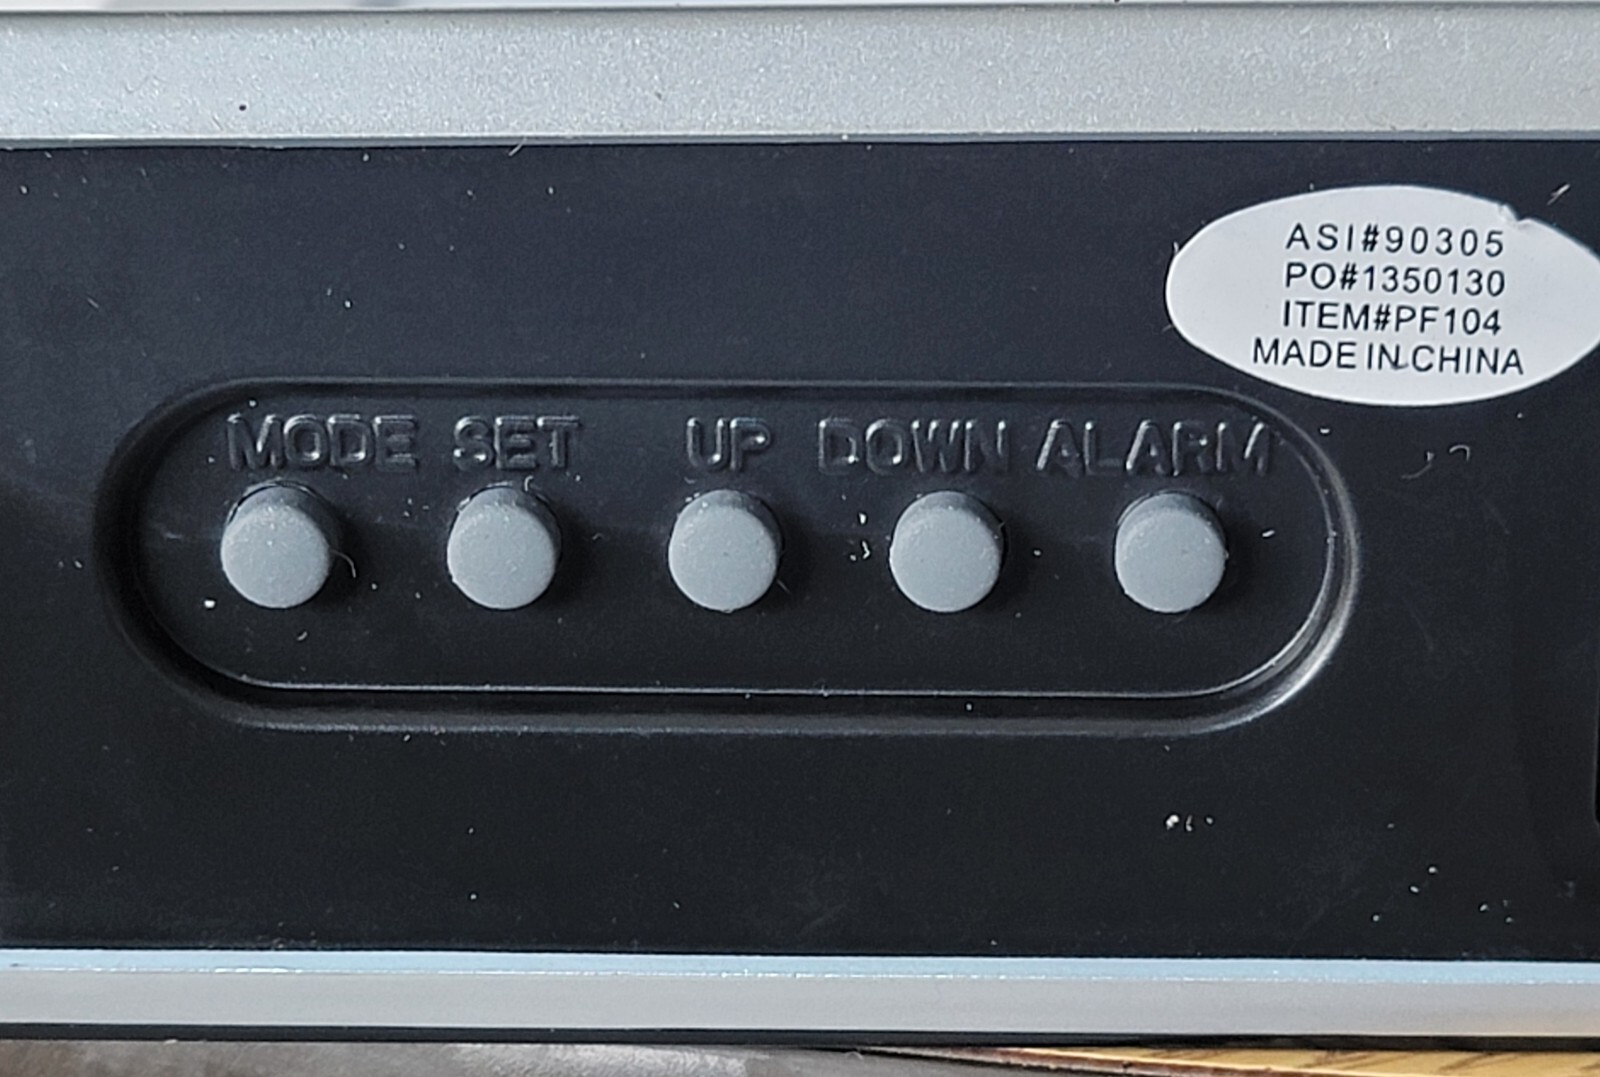 ASI#90305
PO#1350130
ITEM#PF104
MADE IN CHINA
MODE SET UP DOWN ALARM